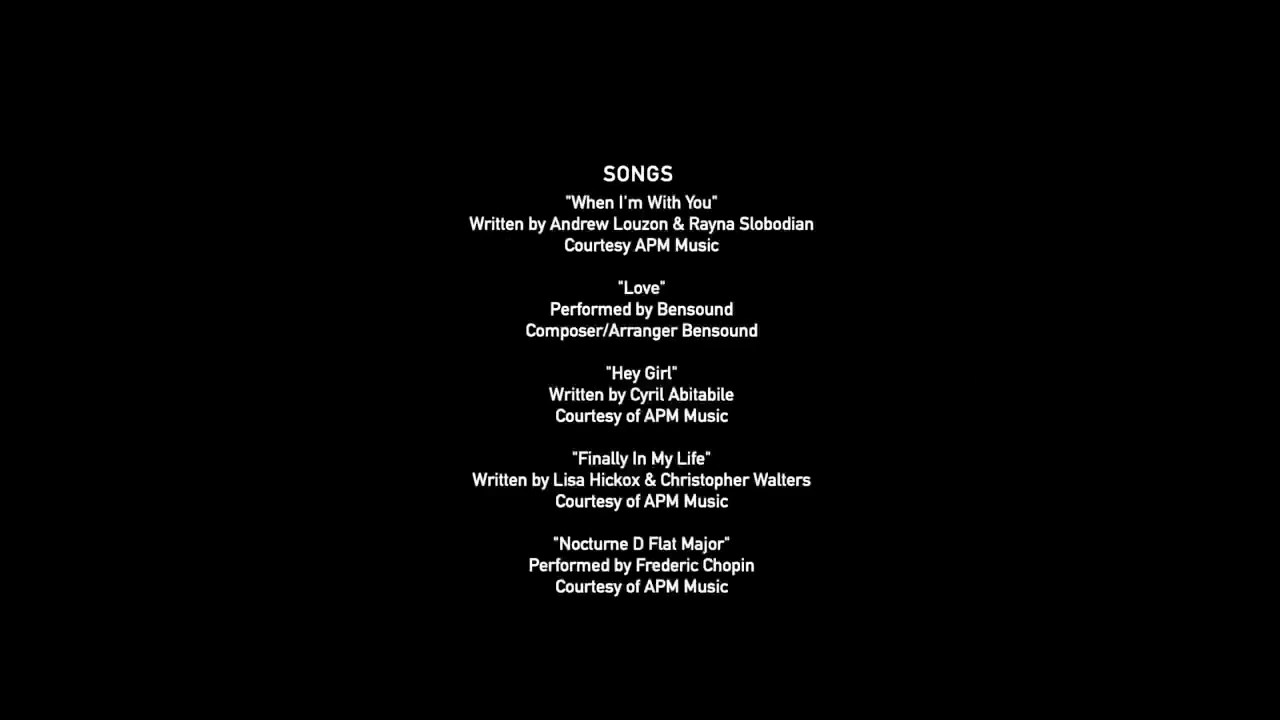 SONGS
"When I'm With You"
Written by Andrew Louzon & Rayna Slobodian
Courtesy APM Music
"Love"
Performed by Bensound
Composer/Arranger Bensound
"Hey Girl"
Written by Cyril Abitabile
Courtesy of APM Music
"Finally In My Life"
Written by Lisa Hickox & Christopher Walters
Courtesy of APM Music
"Nocturne D Flat Major"
Performed by Frederic Chopin
Courtesy of APM Music